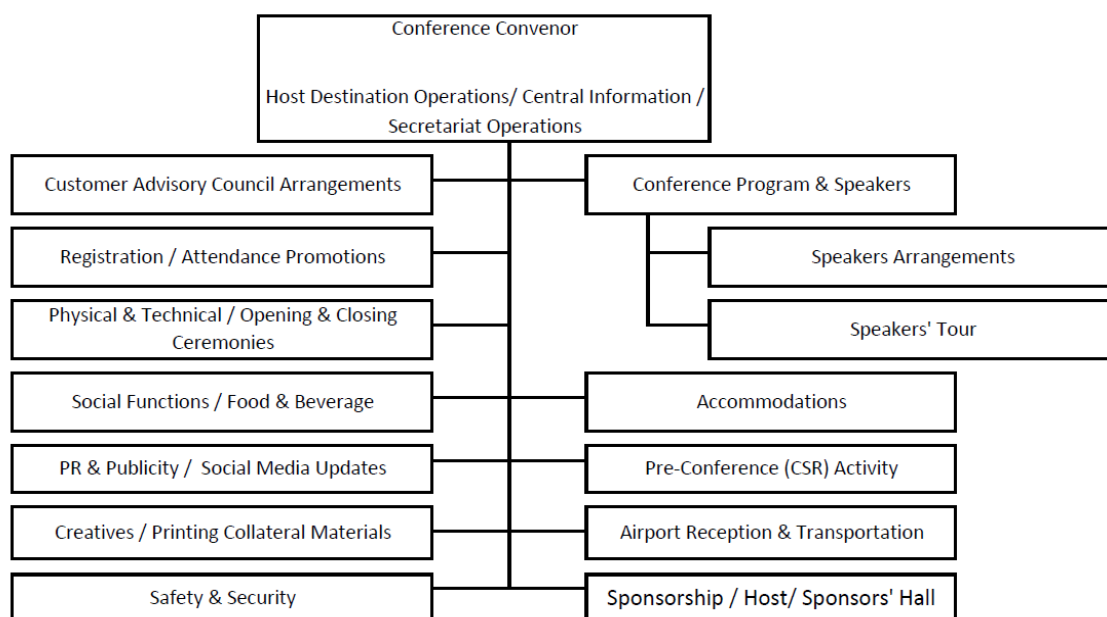 Conference Convenor
Host Destination Operations/ Central Information /
Secretariat Operations
Customer Advisory Council Arrangements
Conference Program & Speakers
Registration / Attendance Promotions
Speakers Arrangements
Physical & Technical / Opening & Closing
Ceremonies
Speakers' Tour
Social Functions / Food & Beverage
Accommodations
PR & Publicity /  Social Media Updates
Pre-Conference (CSR) Activity
Creatives / Printing Collateral Materials
Airport Reception & Transportation
Safety & Security
Sponsorship / Host/ Sponsors' Hall